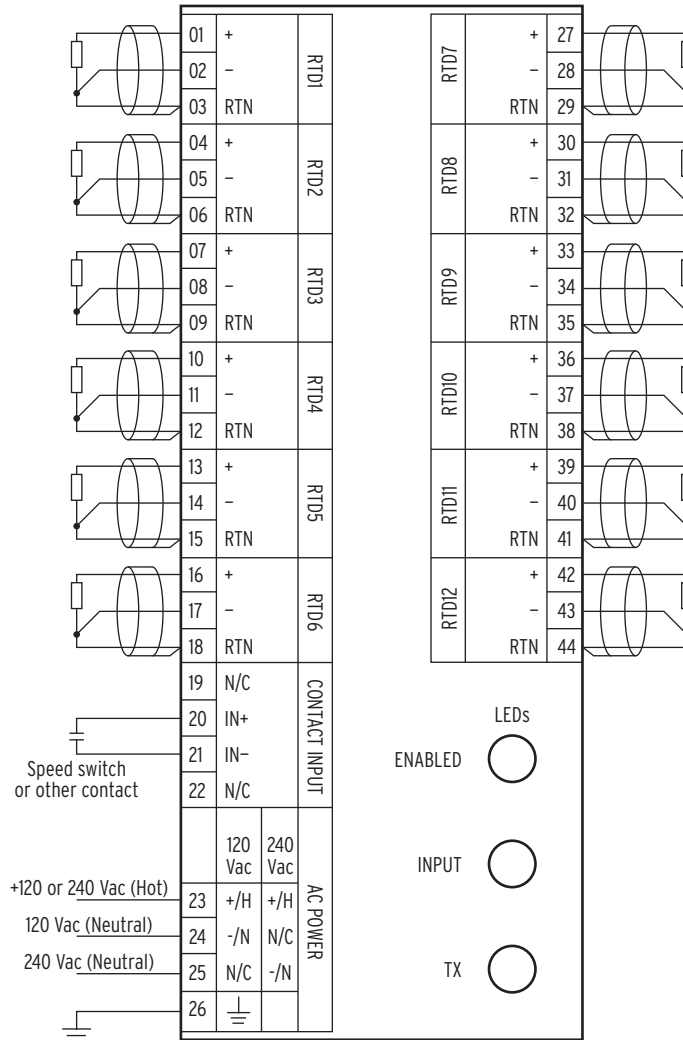 01 + RTD1
02 –
03 RTN
04 + RTD2
05 –
06 RTN
07 + RTD3
08 –
09 RTN
10 + RTD4
11 –
12 RTN
13 + RTD5
14 –
15 RTN
16 + RTD6
17 –
18 RTN
19 N/C CONTACT INPUT
20 IN+
21 IN–
22 N/C
Speed switch
or other contact
120 Vac 240 Vac AC POWER
+120 or 240 Vac (Hot) 23 +/H +/H
120 Vac (Neutral) 24 -/N N/C
240 Vac (Neutral) 25 N/C -/N
26
RTD7 + 27
– 28
RTN 29
RTD8 + 30
– 31
RTN 32
RTD9 + 33
– 34
RTN 35
RTD10 + 36
– 37
RTN 38
RTD11 + 39
– 40
RTN 41
RTD12 + 42
– 43
RTN 44
LEDs
ENABLED
INPUT
TX